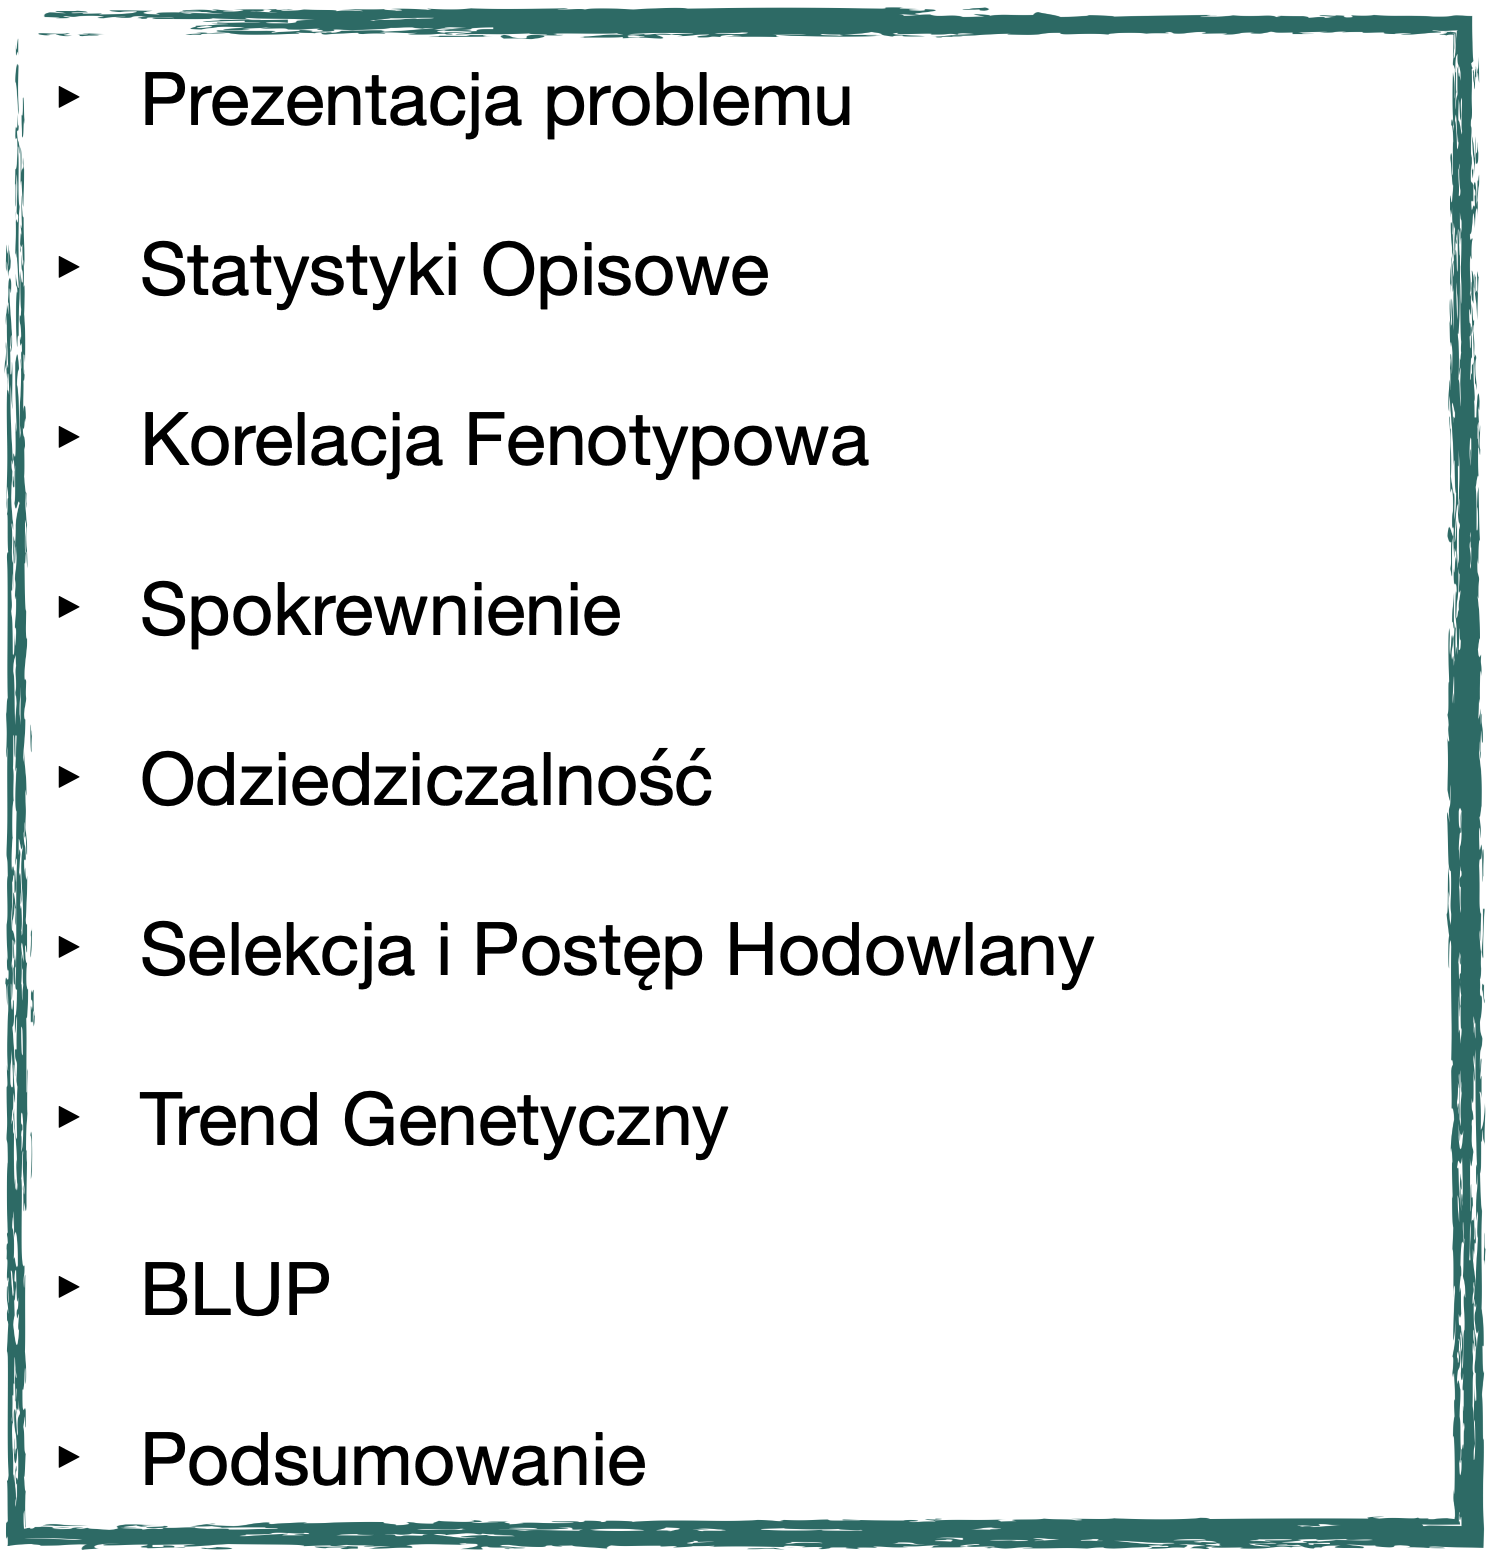 ‣ Prezentacja problemu
‣ Statystyki Opisowe
‣ Korelacja Fenotypowa
‣ Spokrewnienie
‣ Odziedziczalność
‣ Selekcja i Postęp Hodowlany
‣ Trend Genetyczny
‣ BLUP
‣ Podsumowanie